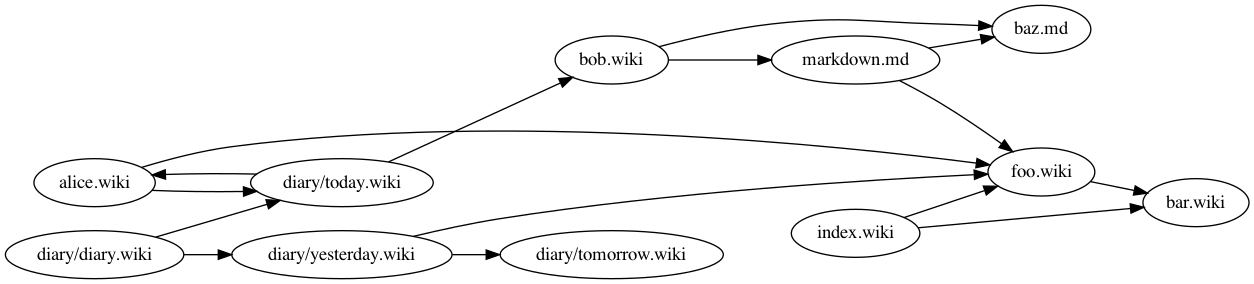 baz.md
bob.wiki
markdown.md
alice.wiki
diary/today.wiki
foo.wiki
bar.wiki
index.wiki
diary/diary.wiki
diary/yesterday.wiki
diary/tomorrow.wiki